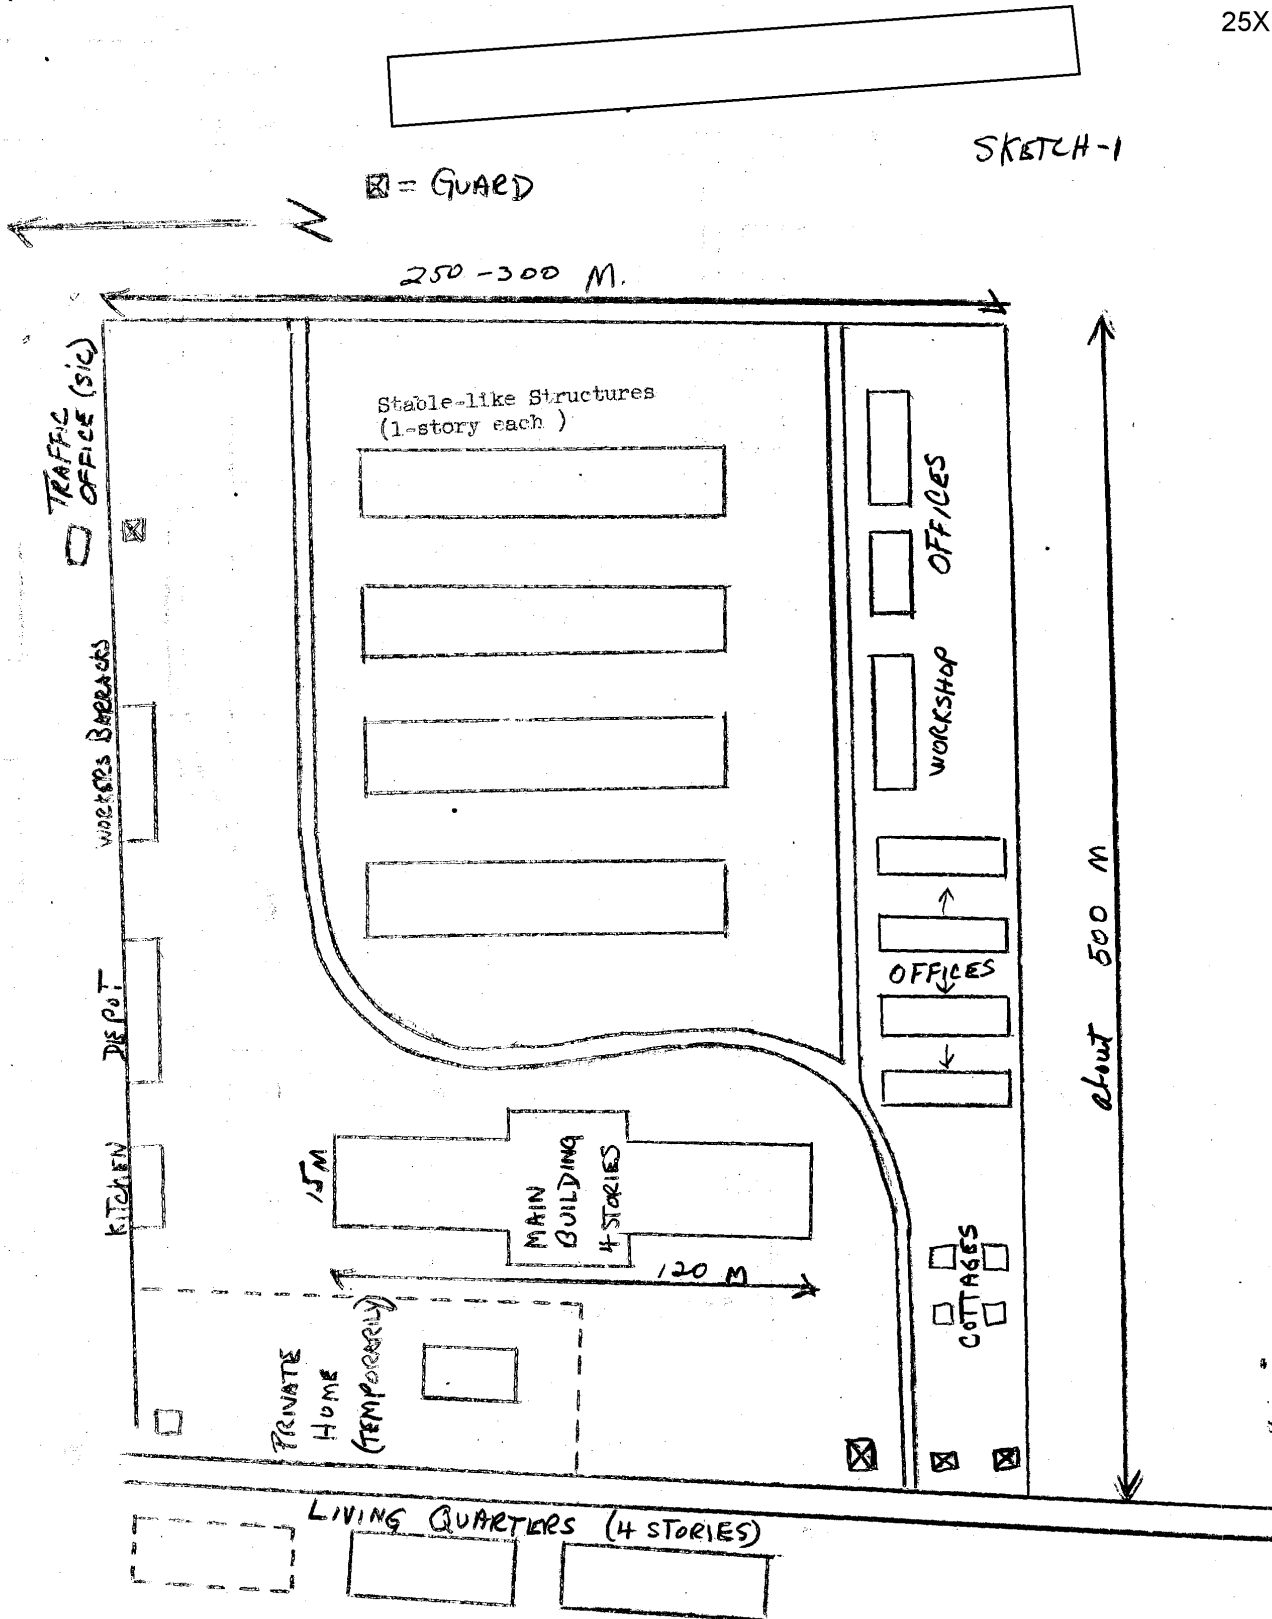 25X
SKETCH-1
= GUARD
N
250-300 M.
TRAFFIC
OFFICE (SIC)
Stable-like Structures
(1-story each )
OFFICES
WORKERS BARRACKS
WORKSHOP
DEPOT
OFFICES
about 500 M
KITCHEN
15M
MAIN
BUILDING
4 STORIES
120 M
COTTAGES
PRIVATE
HOME
(TEMPORARILY)
LIVING QUARTERS (4 STORIES)